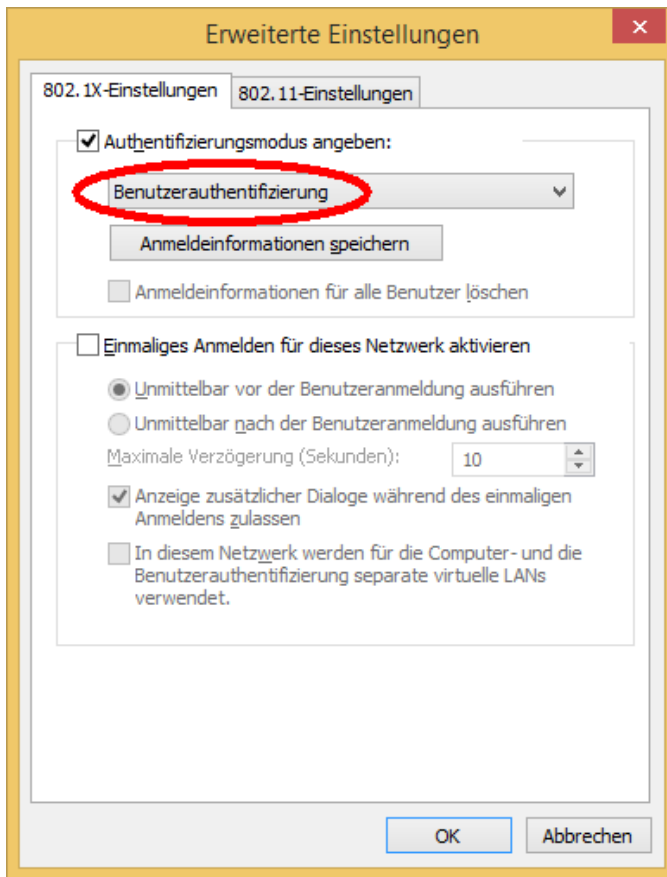 Erweiterte Einstellungen
802.1X-Einstellungen
802.11-Einstellungen
Authentifizierungsmodus angeben:
Benutzerauthentifizierung
Anmeldeinformationen speichern
Anmeldeinformationen für alle Benutzer löschen
Einmaliges Anmelden für dieses Netzwerk aktivieren
Unmittelbar vor der Benutzeranmeldung ausführen
Unmittelbar nach der Benutzeranmeldung ausführen
Maximale Verzögerung (Sekunden):
10
Anzeige zusätzlicher Dialoge während des einmaligen
Anmeldens zulassen
In diesem Netzwerk werden für die Computer- und die
Benutzerauthentifizierung separate virtuelle LANs
verwendet.
OK
Abbrechen